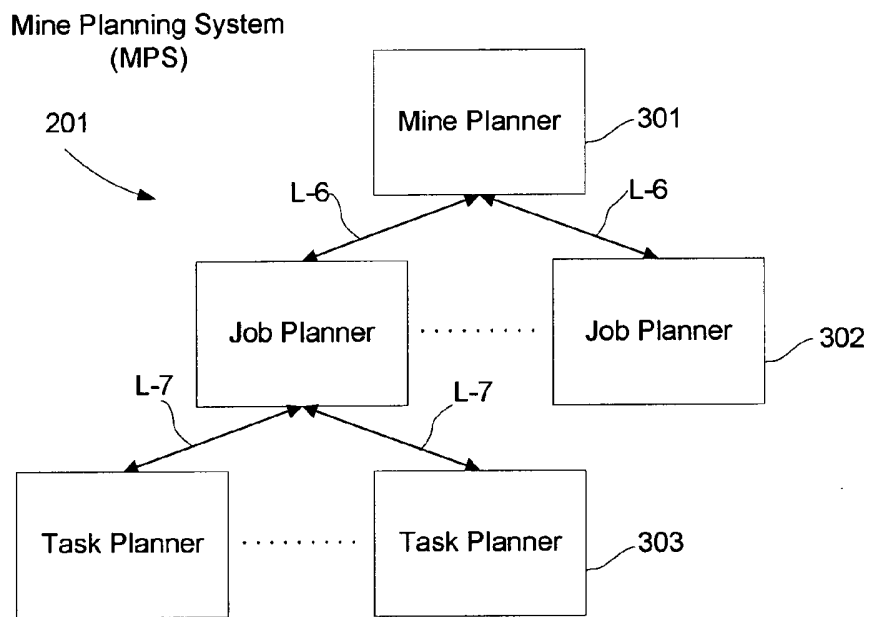 Mine Planning System
(MPS)
201
Mine Planner
301
L-6
L-6
Job Planner
Job Planner
302
L-7
L-7
Task Planner
Task Planner
303